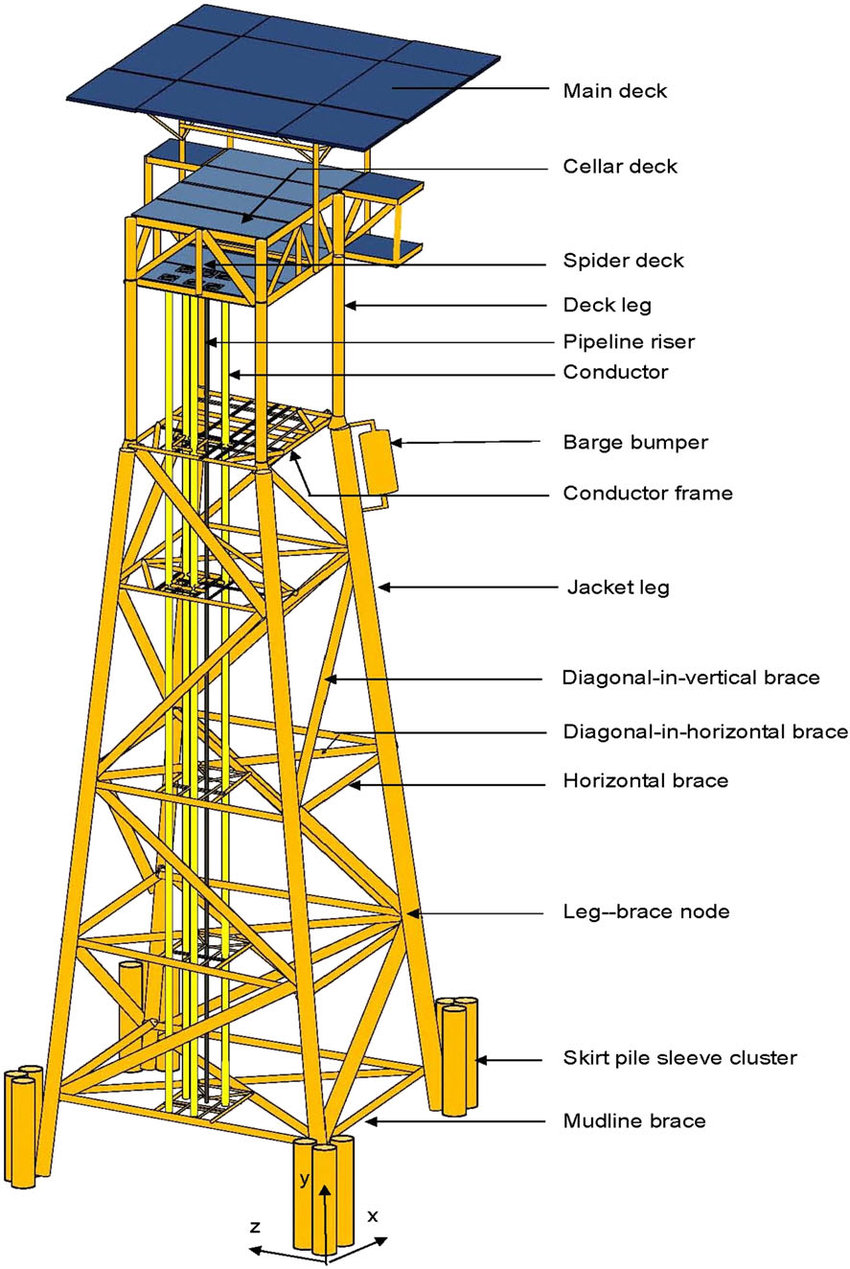 Main deck
Cellar deck
Spider deck
Deck leg
Pipeline riser
Conductor
Barge bumper
Conductor frame
Jacket leg
Diagonal-in-vertical brace
Diagonal-in-horizontal brace
Horizontal brace
Leg--brace node
Skirt pile sleeve cluster
Mudline brace
y
x
z